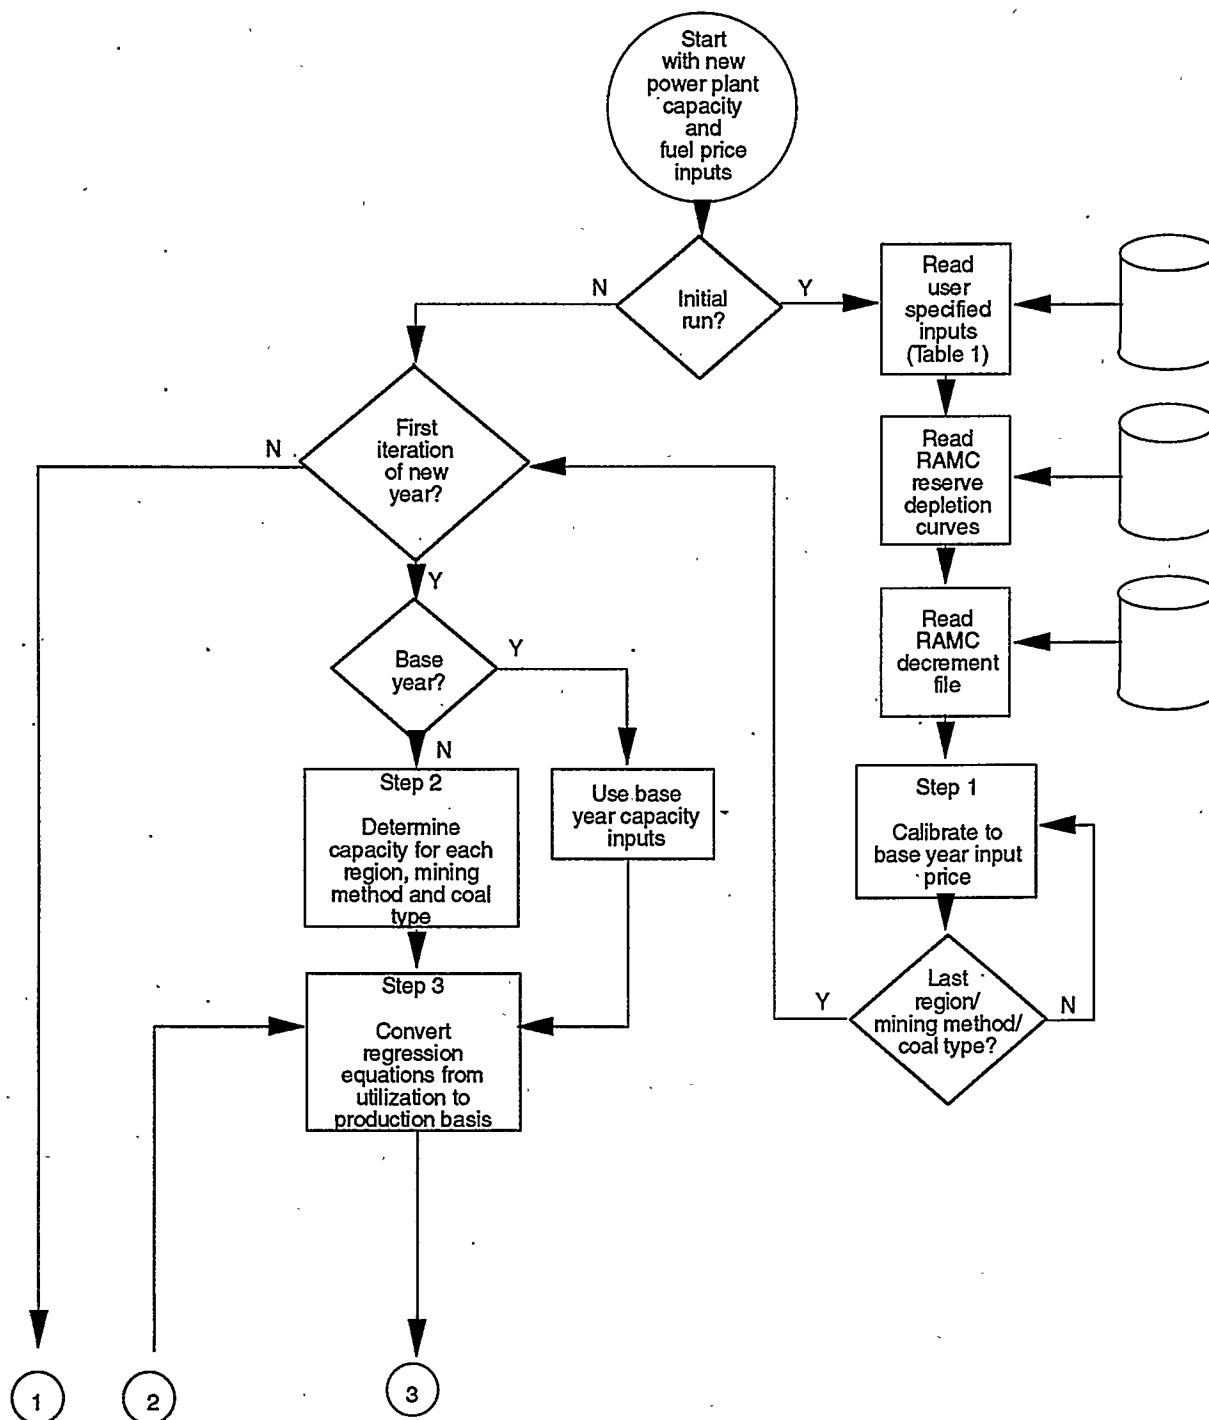 Start
with new
power plant
capacity
and
fuel price
inputs
Initial
run?
N
Y
Read
user
specified
inputs
(Table 1)
First
iteration
of new
year?
N
Y
Read
RAMC
reserve
depletion
curves
Base
year?
Y
N
Read
RAMC
decrement
file
Step 2
Determine
capacity for each
region, mining
method and coal
type
Use base
year capacity
inputs
Step 1
Calibrate to
base year input
price
Step 3
Convert
regression
equations from
utilization to
production basis
Y
Last
region/
mining method/
coal type?
N
1
2
3